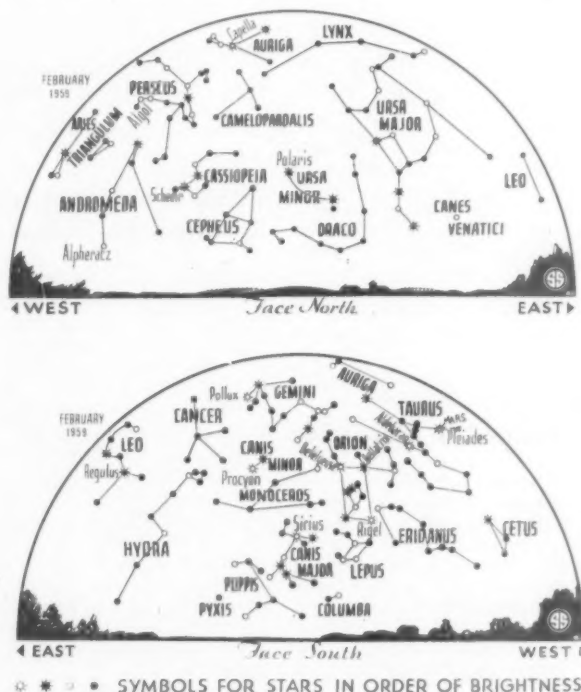 Capella
AURIGA
LYNX
FEBRUARY
1959
PERSEUS
ARIES
Algol
TRIANGULUM
CAMELOPARDALIS
URSA
MAJOR
Polaris
CASSIOPEIA
URSA
MINOR
LEO
Schedir
ANDROMEDA
CEPHEUS
DRACO
CANES
VENATICI
Alpheratz
WEST
Face North
EAST
AURIGA
GEMINI
Pollux
TAURUS
MARS
FEBRUARY
1959
CANCER
LEO
Aldebaran
Pleiades
CANIS
MINOR
ORION
Betelgeuse
Regulus
Procyon
MONOCEROS
Rigel
Sirius
ERIDANUS
CETUS
HYDRA
CANIS
MAJOR
LEPUS
PUPPIS
PYXIS
COLUMBA
EAST
Face South
WEST
SYMBOLS FOR STARS IN ORDER OF BRIGHTNESS